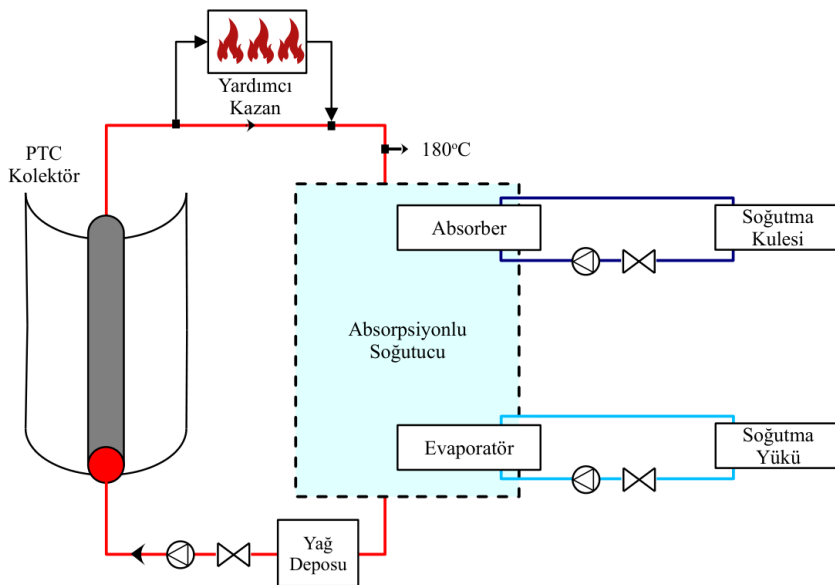 Yardımcı
Kazan
PTC
Kolektör
180°C
Absorber
Soğutma
Kulesi
Absorpsiyonlu
Soğutucu
Evaporatör
Soğutma
Yükü
Yağ
Deposu